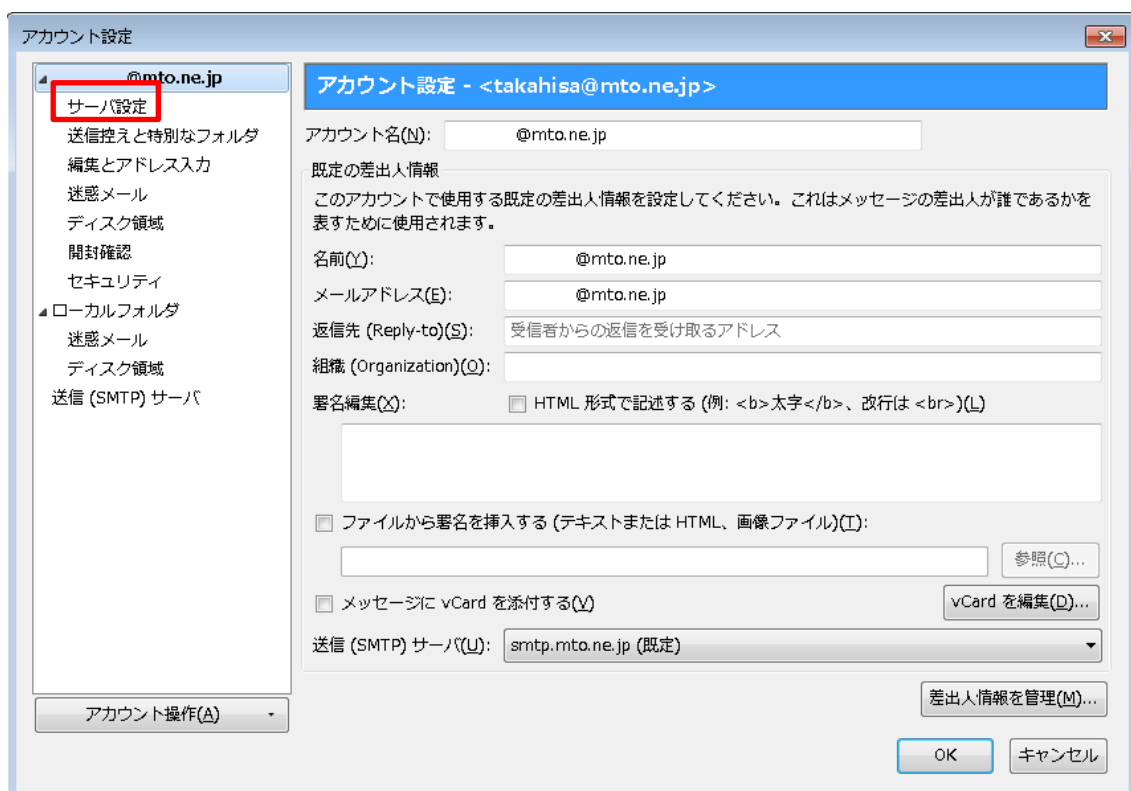 アカウント設定
@mto.ne.jp
サーバ設定
送信控えと特別なフォルダ
編集とアドレス入力
迷惑メール
ディスク領域
開封確認
セキュリティ
ローカルフォルダ
迷惑メール
ディスク領域
送信 (SMTP) サーバ
アカウント操作(A)
アカウント設定 - <takahisa@mto.ne.jp>
アカウント名(N): @mto.ne.jp
既定の差出人情報
このアカウントで使用する既定の差出人情報を設定してください。これはメッセージの差出人が誰であるかを
表すために使用されます。
名前(Y): @mto.ne.jp
メールアドレス(E): @mto.ne.jp
返信先 (Reply-to)(S): 受信者からの返信を受け取るアドレス
組織 (Organization)(O):
署名編集(X): HTML 形式で記述する (例: <b>太字</b>、改行は <br>)(L)
ファイルから署名を挿入する (テキストまたは HTML、画像ファイル)(T):
参照(C)...
メッセージに vCard を添付する(V) vCard を編集(D)...
送信 (SMTP) サーバ(U): smtp.mto.ne.jp (既定)
差出人情報を管理(M)...
OK キャンセル